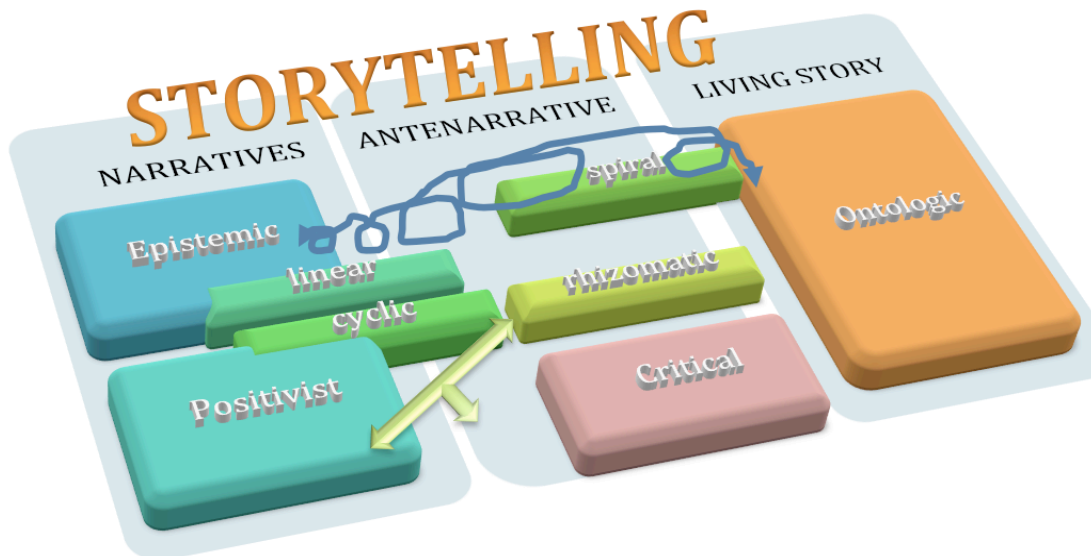 STORYTELLING
NARRATIVES
ANTENARRATIVE
LIVING STORY
Epistemic
linear
cyclic
Positivist
spiral
rhizomatic
Critical
Ontologic